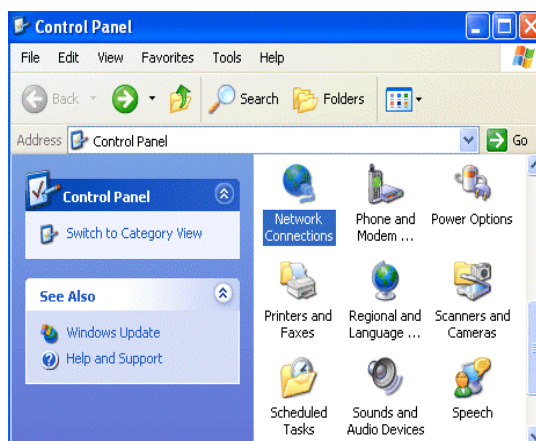 Control Panel
File Edit View Favorites Tools Help
Back Search Folders
Address Control Panel Go
Control Panel
Switch to Category View
See Also
Windows Update
Help and Support
Network Connections
Phone and Modem ...
Power Options
Printers and Faxes
Regional and Language ...
Scanners and Cameras
Scheduled Tasks
Sounds and Audio Devices
Speech